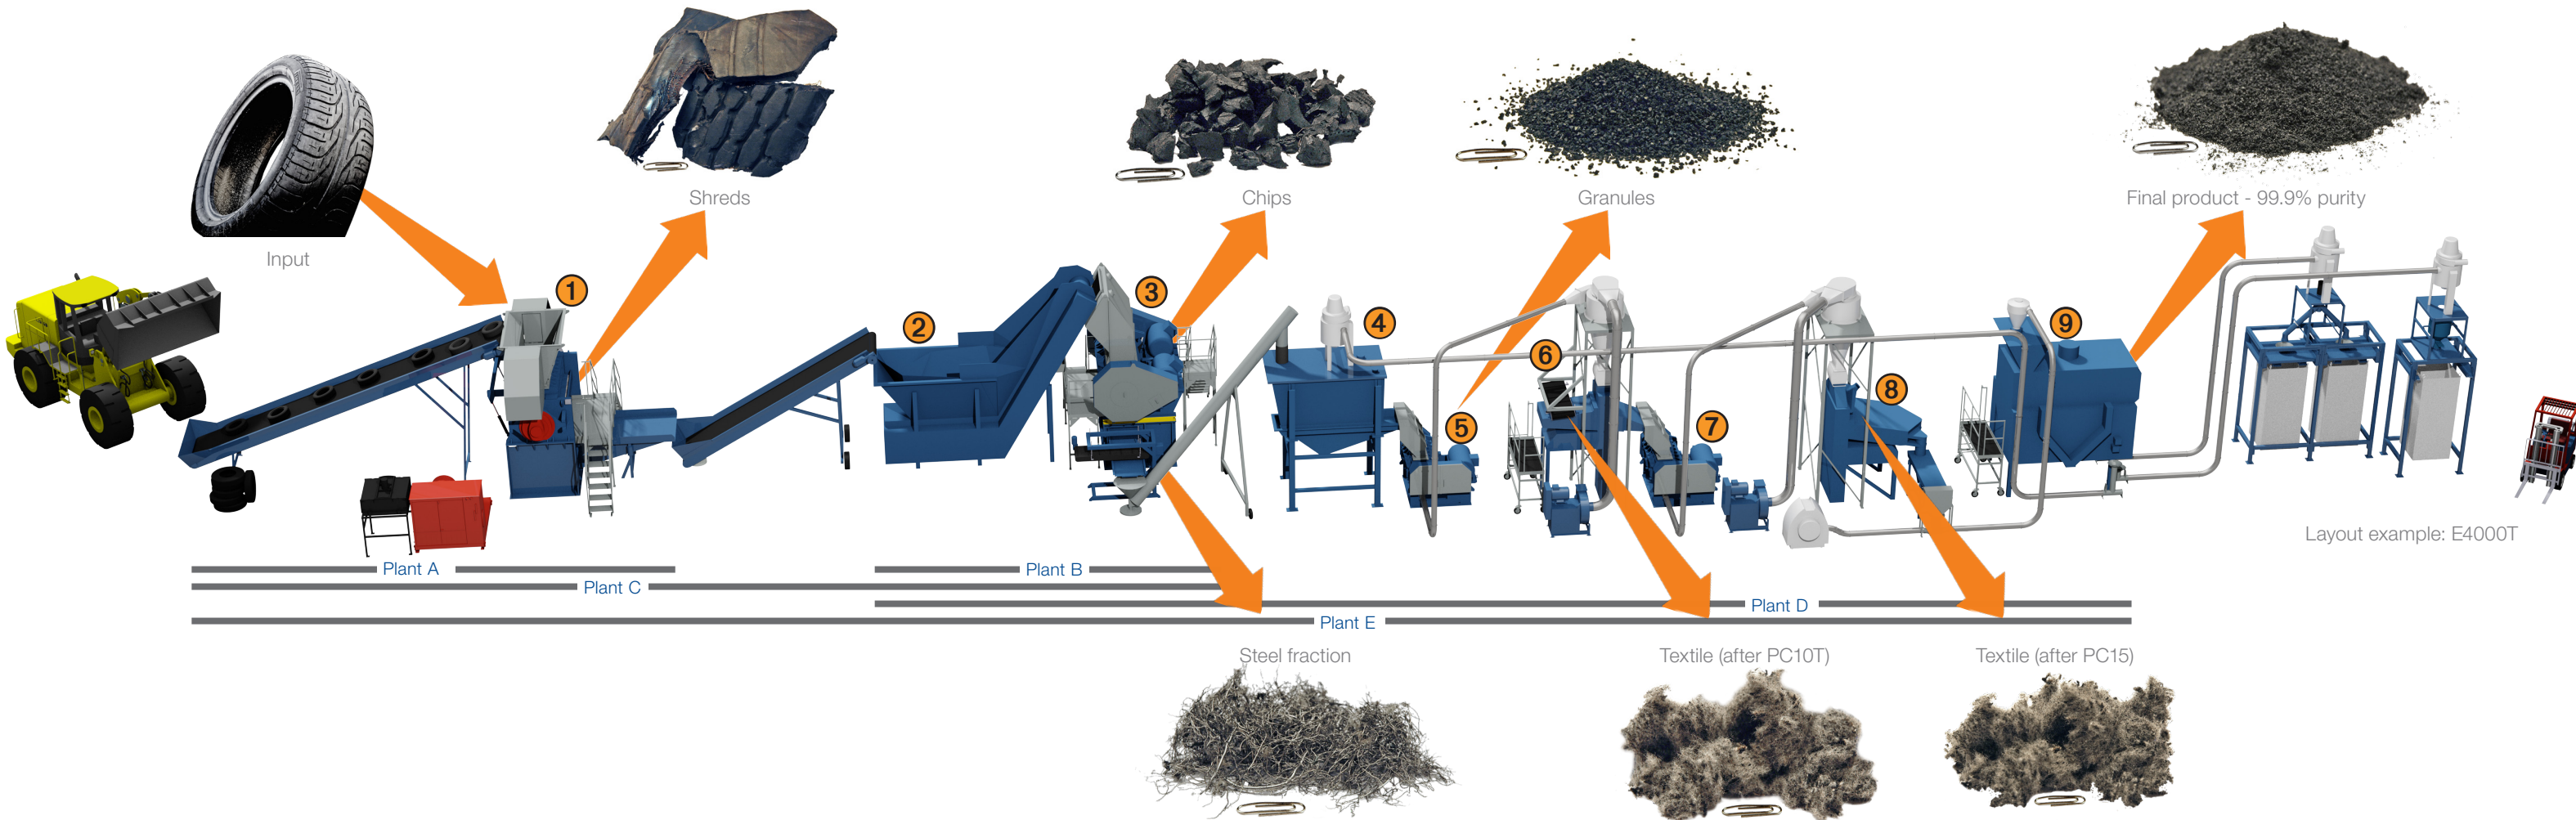 Shreds
Chips
Granules
Final product - 99.9% purity
Input
1
2
3
4
5
6
7
8
9
Layout example: E4000T
Plant A
Plant B
Plant C
Plant D
Plant E
Steel fraction
Textile (after PC10T)
Textile (after PC15)